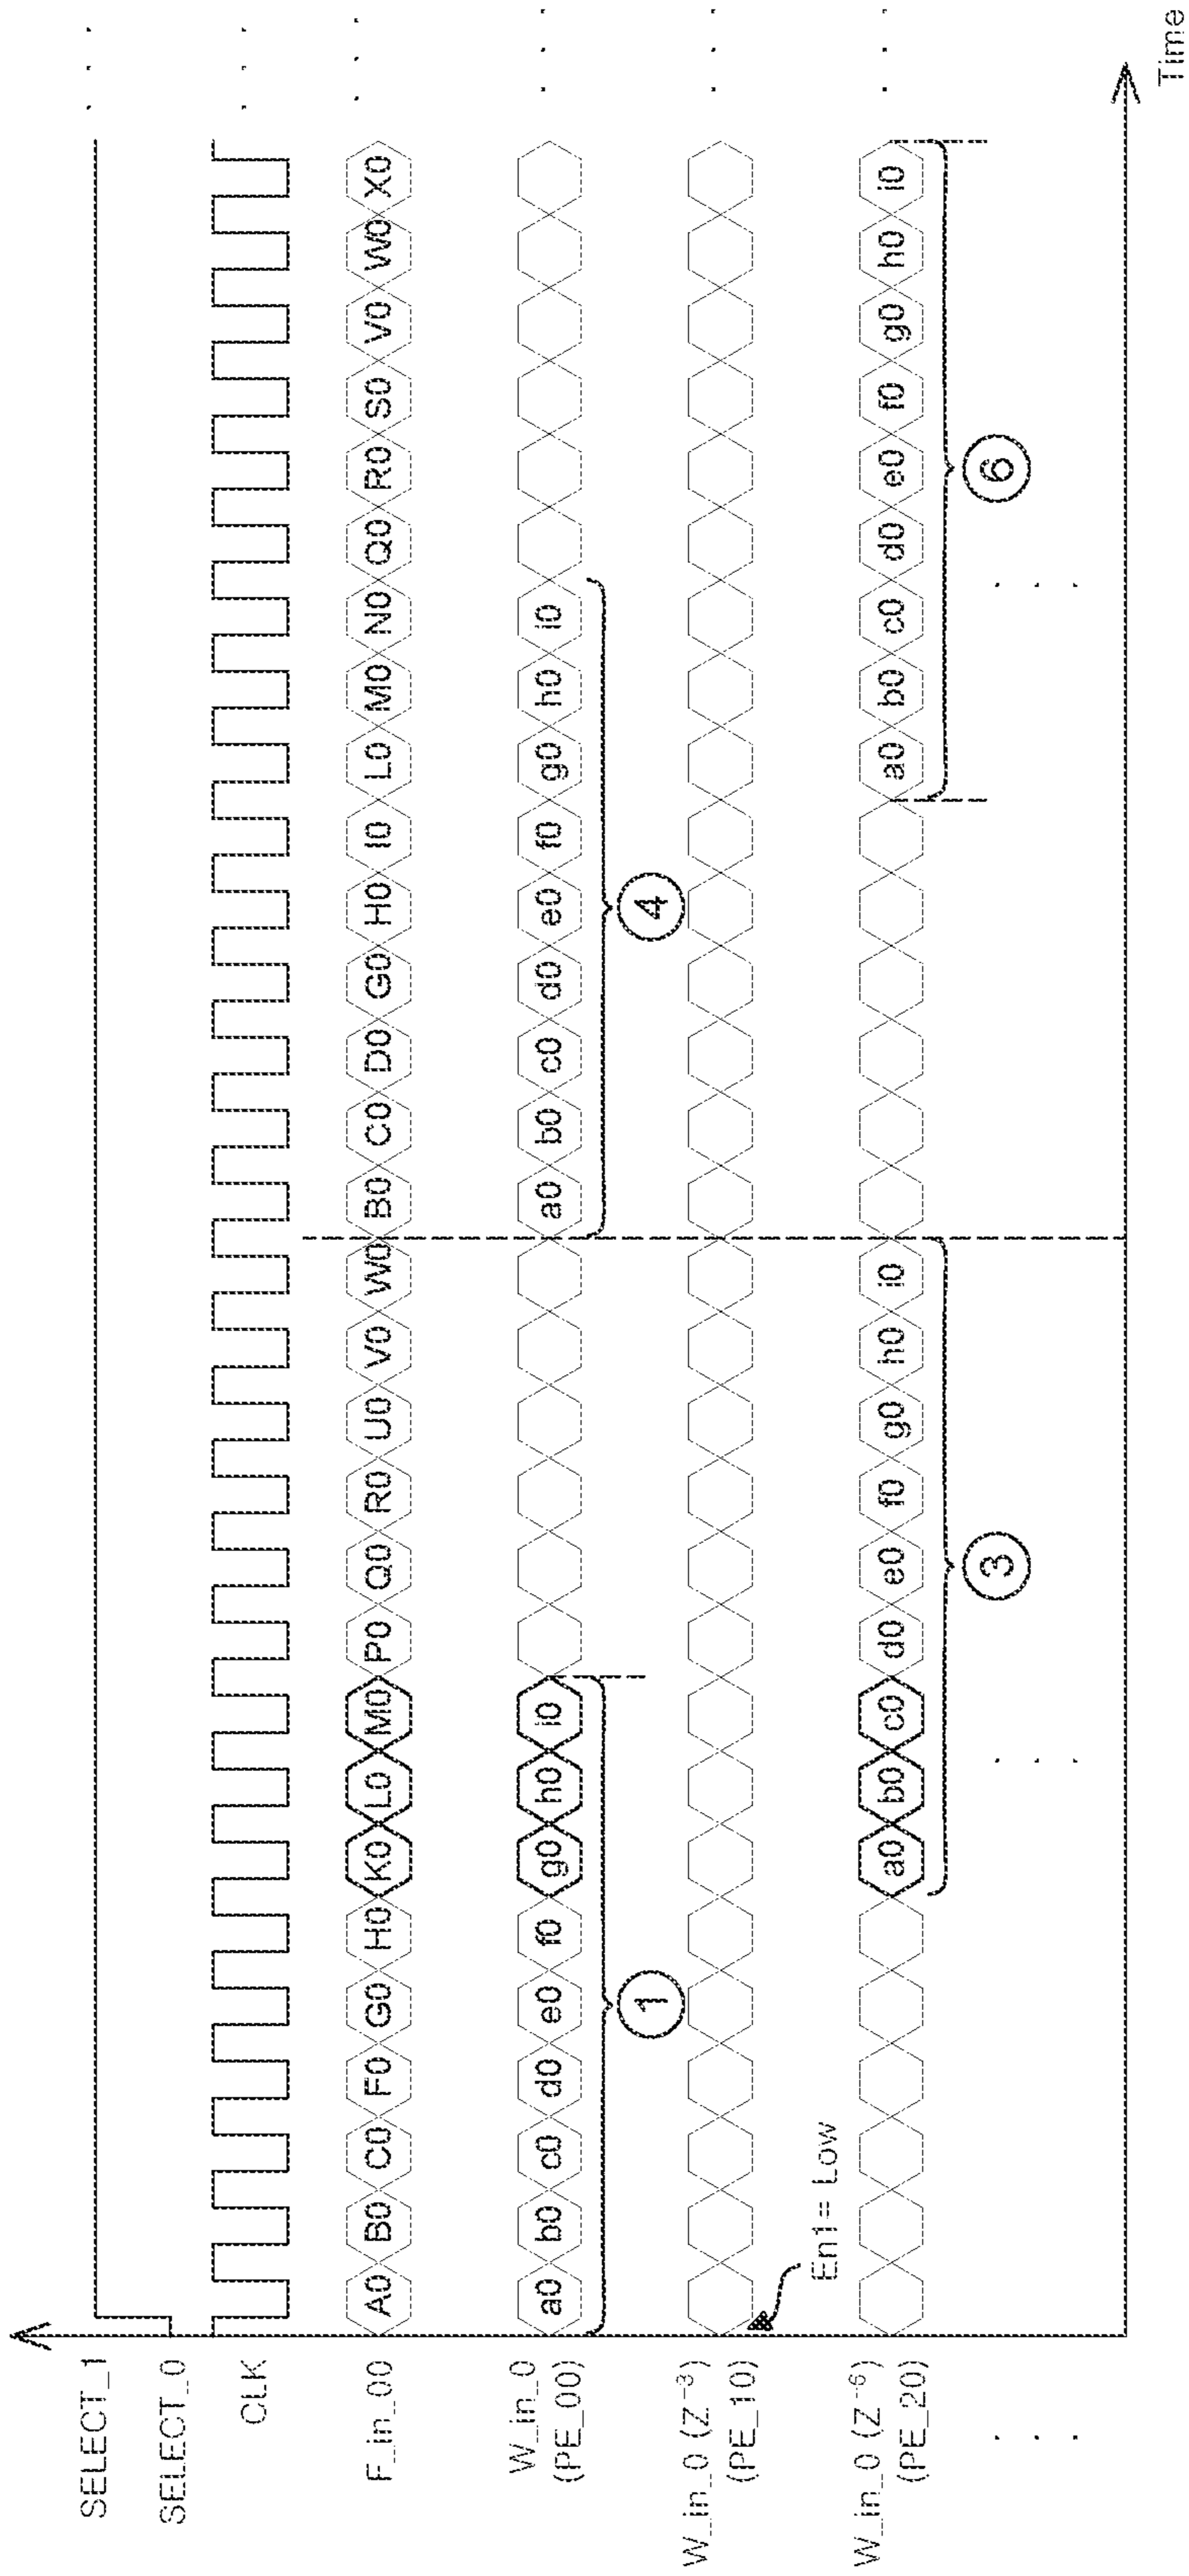 SELECT_1 . . .
SELECT_0
CLK . . .
F_in_00 A0 B0 C0 F0 G0 H0 K0 L0 M0 P0 Q0 R0 U0 V0 W0 B0 C0 D0 G0 H0 I0 L0 M0 N0 Q0 R0 S0 V0 W0 X0 . . .
W_in_0
(PE_00)
a0 b0 c0 d0 e0 f0 g0 h0 i0 a0 b0 c0 d0 e0 f0 g0 h0 i0 . . .
1 4
W_in_0 (Z⁻³)
(PE_10)
. . .
En1= Low
W_in_0 (Z⁻⁶)
(PE_20)
a0 b0 c0 d0 e0 f0 g0 h0 i0 a0 b0 c0 d0 e0 f0 g0 h0 i0 . . .
3 6
. . . . . . . . .
Time